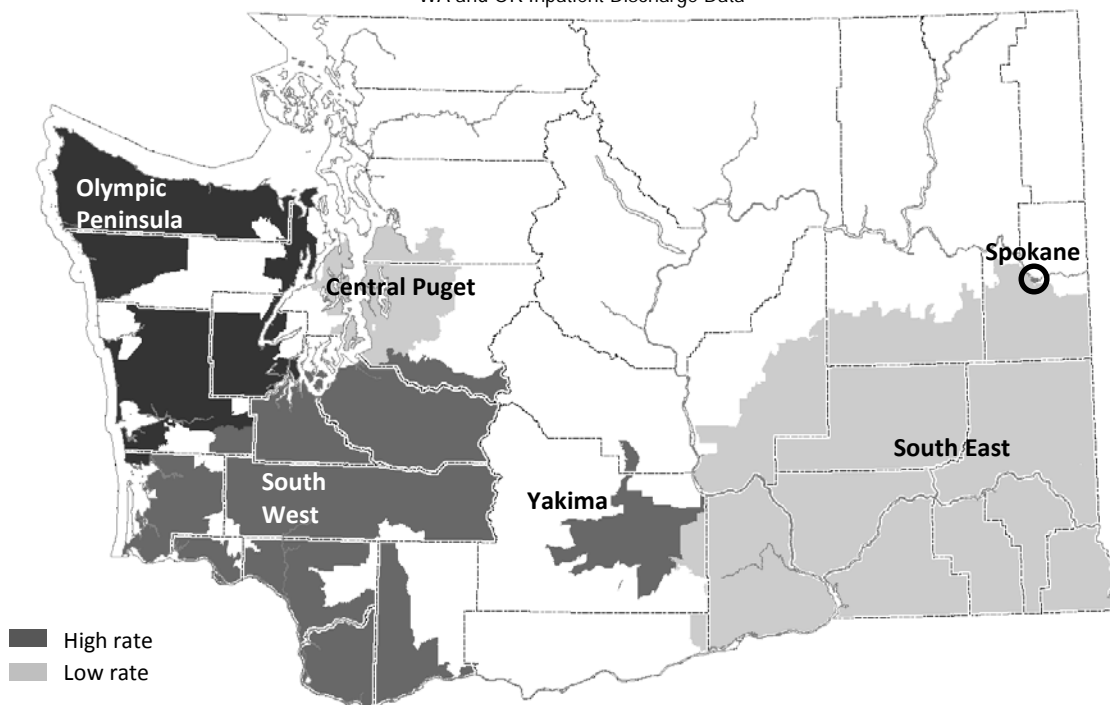 WA and OR Inpatient Discharge Data
Olympic
Peninsula
Spokane
Central Puget
South East
South
West
Yakima
High rate
Low rate